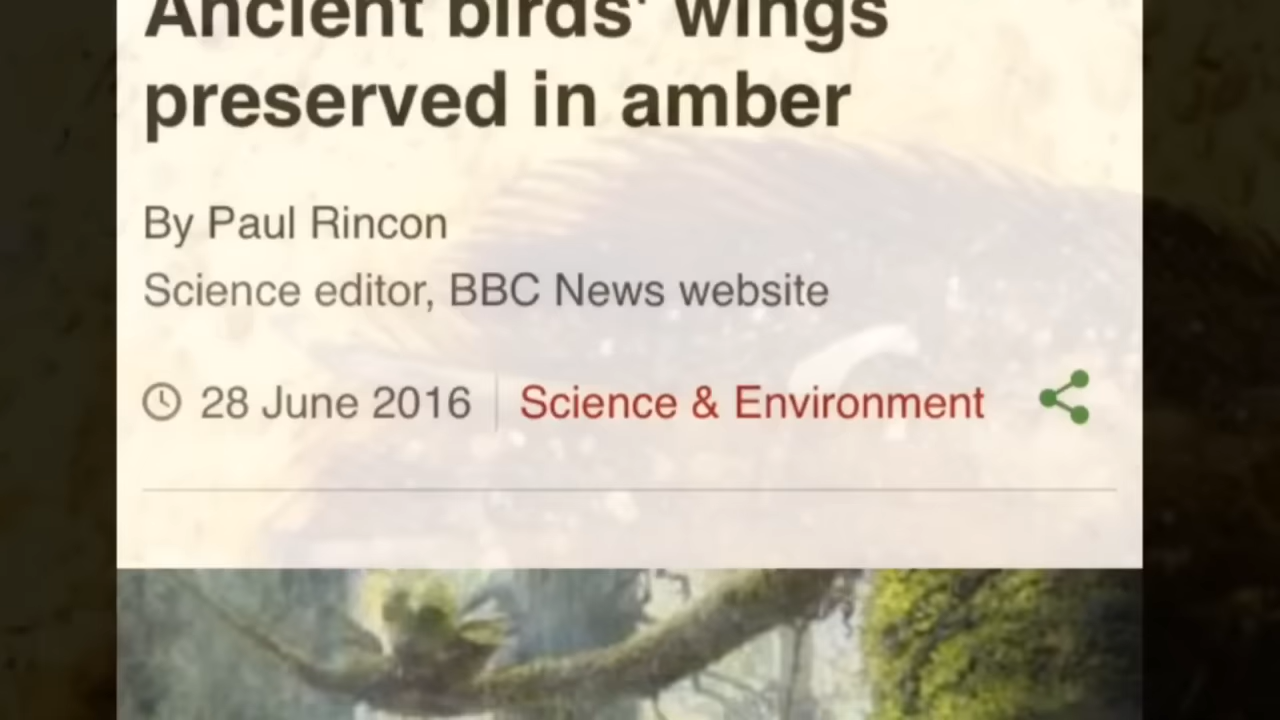 Ancient birds' wings
preserved in amber
By Paul Rincon
Science editor, BBC News website
28 June 2016
Science & Environment